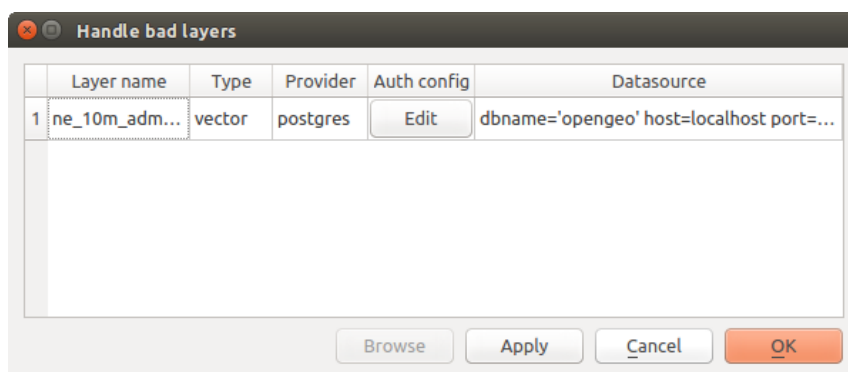 Handle bad layers
Layer name Type Provider Auth config Datasource
1 ne_10m_adm... vector postgres Edit dbname='opengeo' host=localhost port=...
Browse Apply Cancel OK